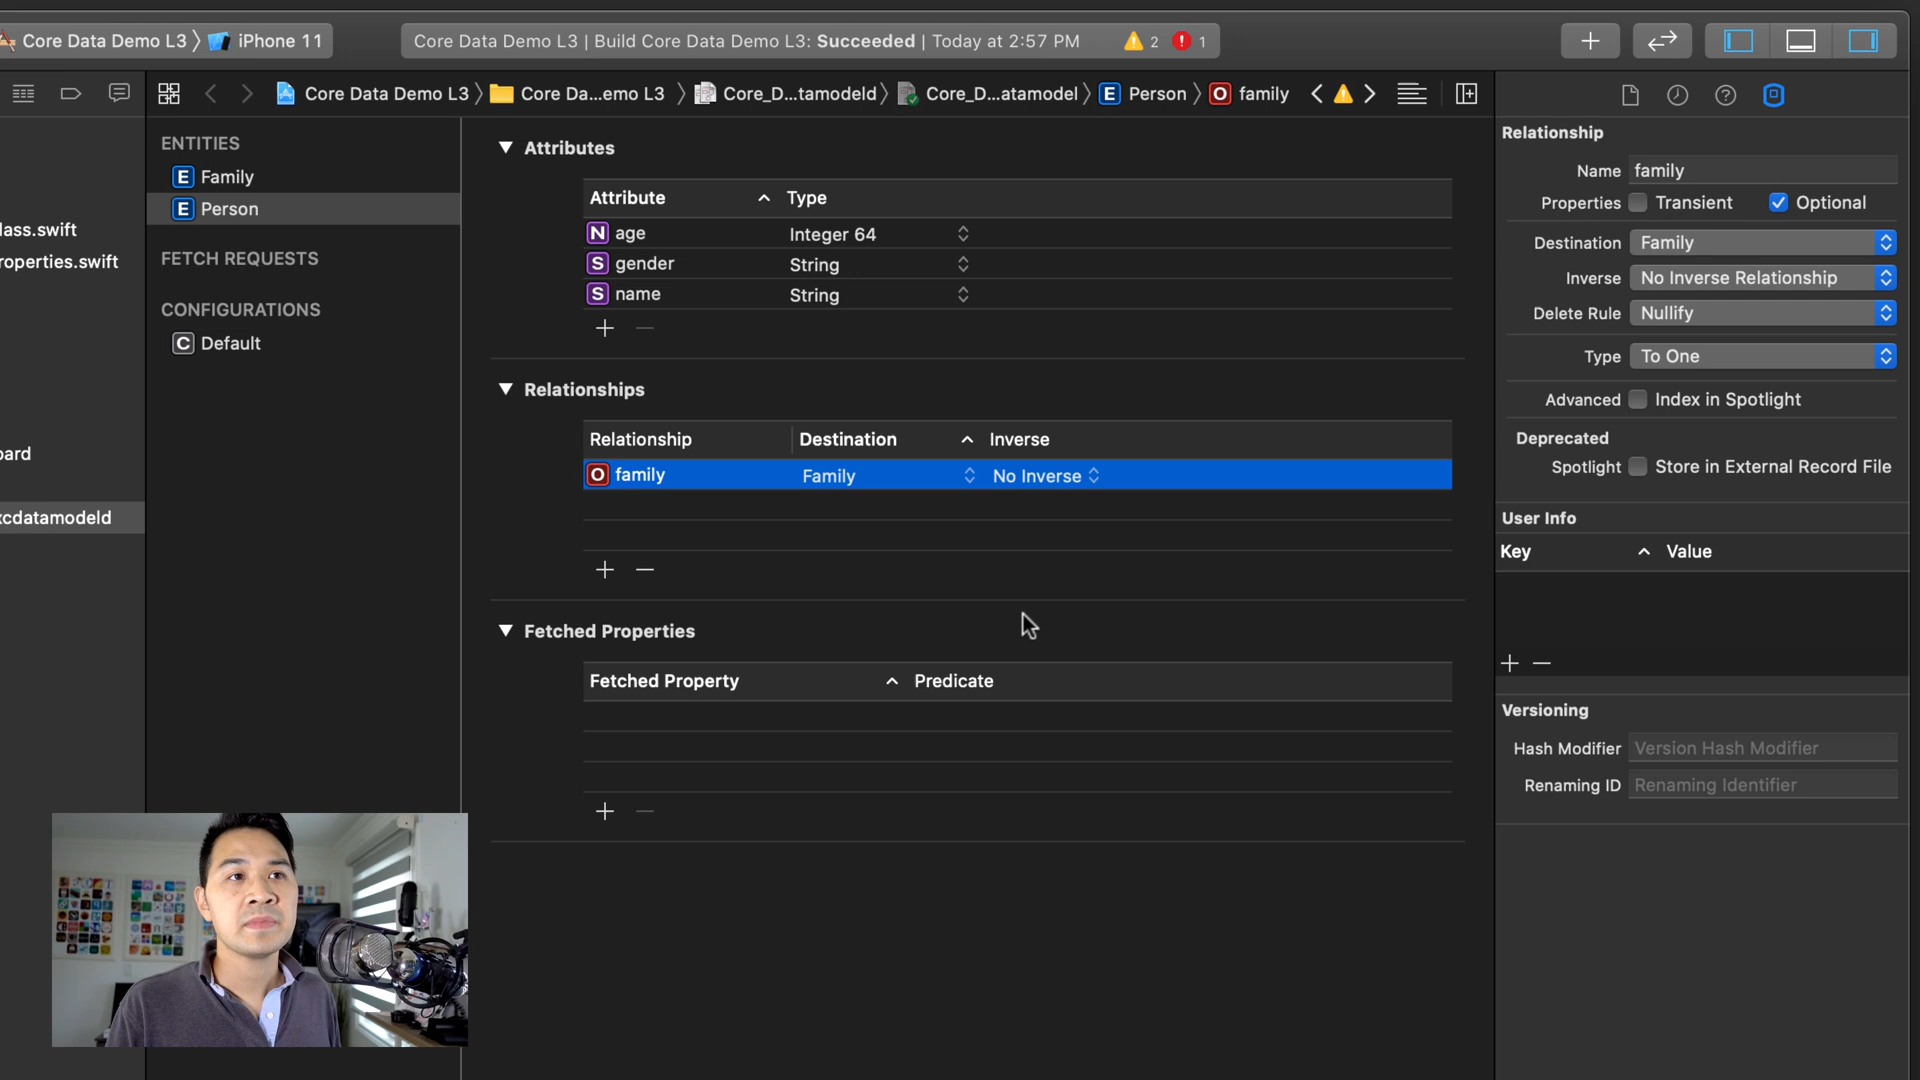 Core Data Demo L3 〉 iPhone 11
Core Data Demo L3 | Build Core Data Demo L3: Succeeded | Today at 2:57 PM
2
1
Core Data Demo L3 〉 Core Da...emo L3 〉 Core_D...tamodeld 〉 Core_D...atamodel 〉 E Person 〉 O family
lass.swift
roperties.swift
oard
xcdatamodeld
ENTITIES
E Family
E Person
FETCH REQUESTS
CONFIGURATIONS
C Default
Attributes
Attribute Type
N age Integer 64
S gender String
S name String
Relationships
Relationship Destination Inverse
O family Family No Inverse
Fetched Properties
Fetched Property Predicate
Relationship
Name family
Properties Transient Optional
Destination Family
Inverse No Inverse Relationship
Delete Rule Nullify
Type To One
Advanced Index in Spotlight
Deprecated
Spotlight Store in External Record File
User Info
Key Value
Versioning
Hash Modifier Version Hash Modifier
Renaming ID Renaming Identifier